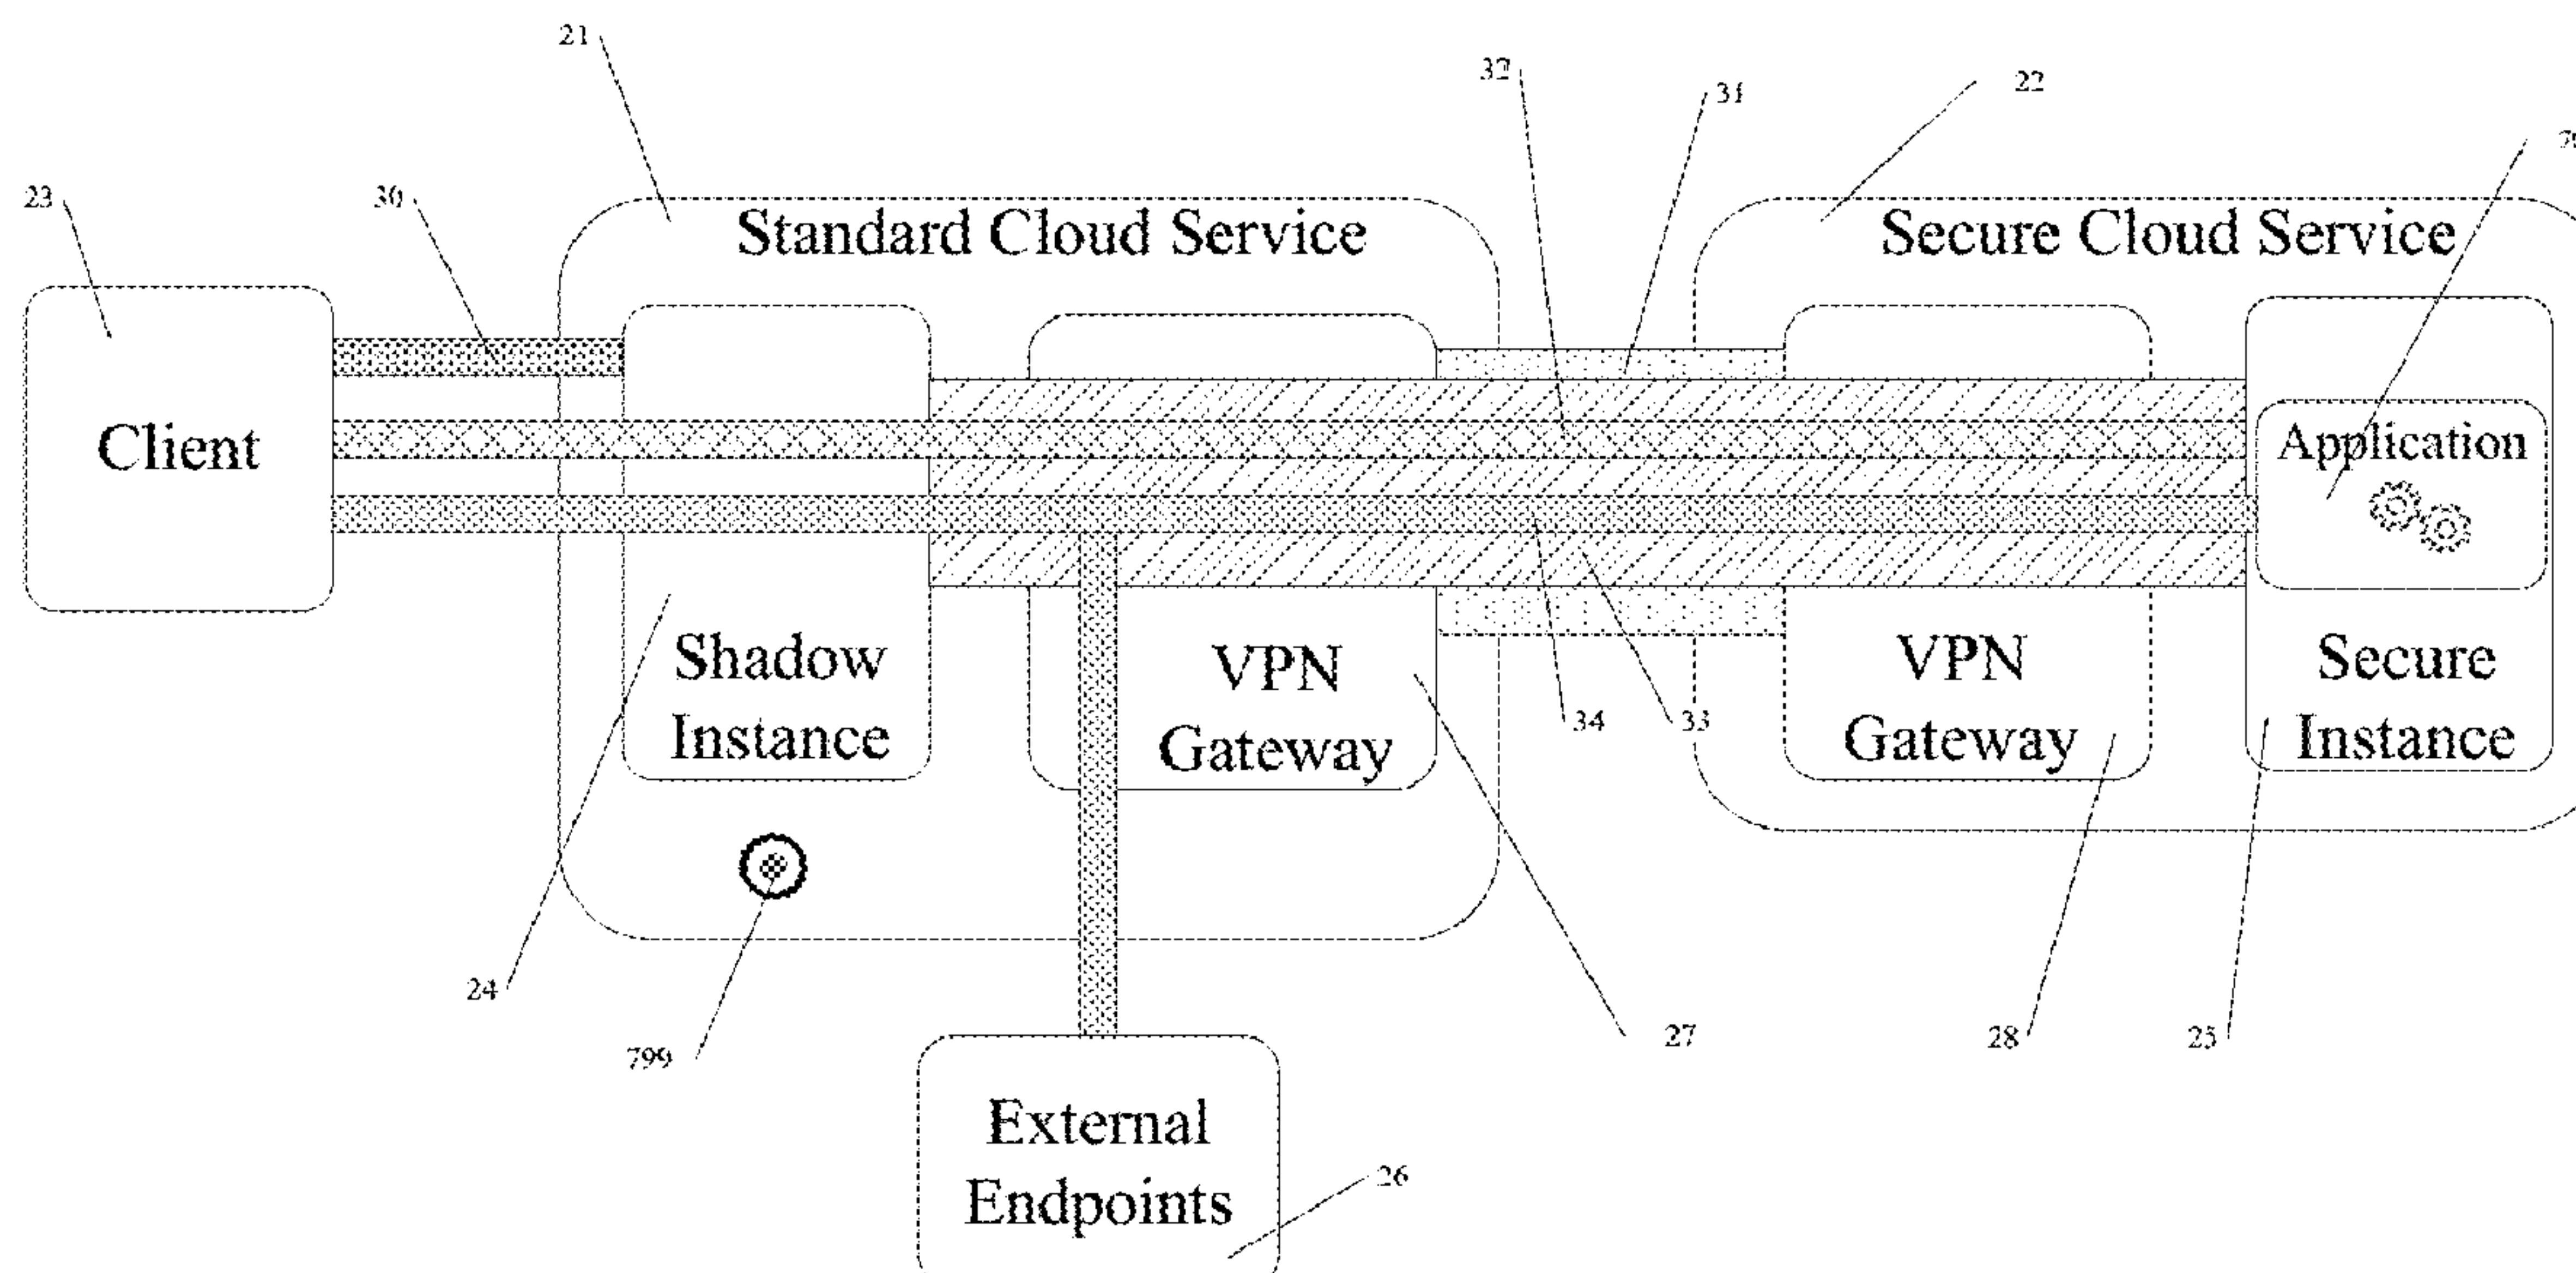 21
32
31
22
23
30
Standard Cloud Service
Secure Cloud Service
Client
Application
Shadow
Instance
VPN
Gateway
34
33
VPN
Gateway
Secure
Instance
24
799
27
28
25
External
Endpoints
26